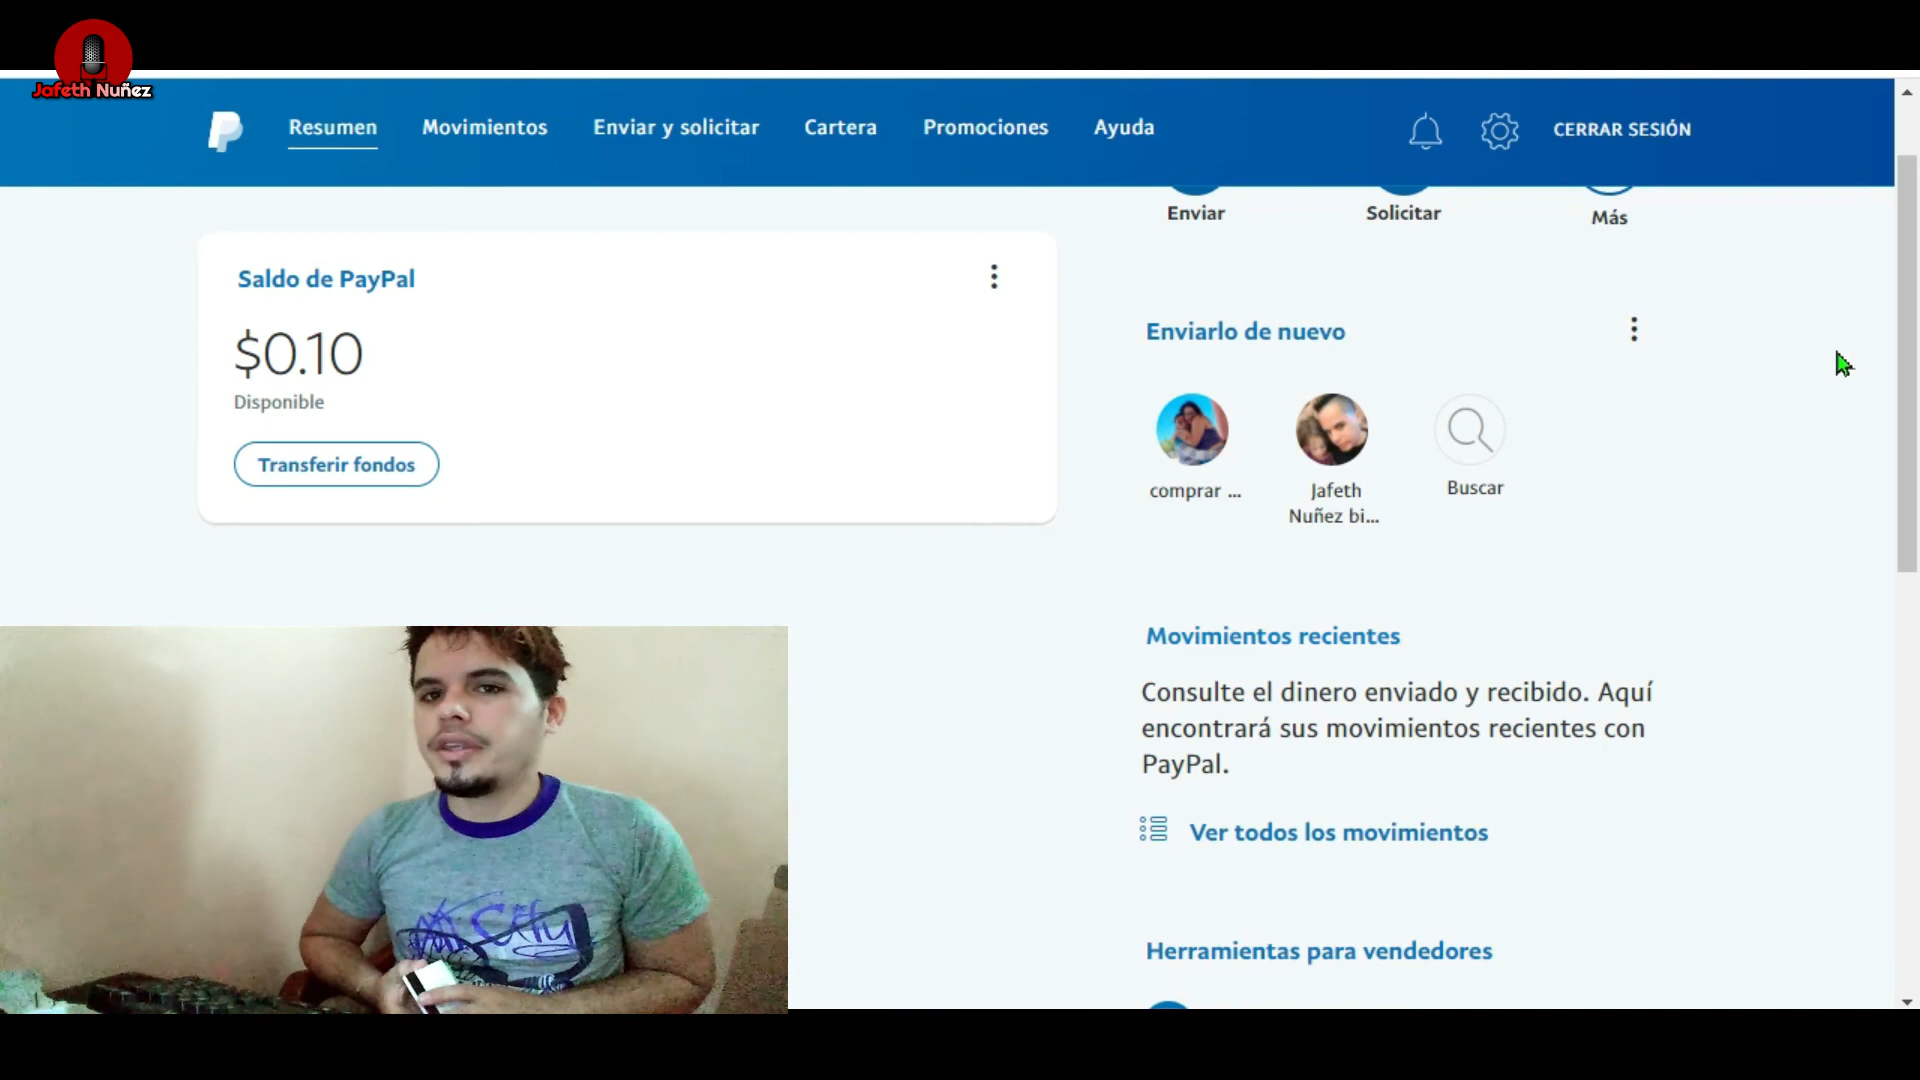 Jafeth Nuñez
Resumen
Movimientos
Enviar y solicitar
Cartera
Promociones
Ayuda
CERRAR SESIÓN
Enviar
Solicitar
Más
Saldo de PayPal
$0.10
Disponible
Transferir fondos
Enviarlo de nuevo
comprar ...
Jafeth
Nuñez bi...
Buscar
Movimientos recientes
Consulte el dinero enviado y recibido. Aquí
encontrará sus movimientos recientes con
PayPal.
Ver todos los movimientos
Herramientas para vendedores